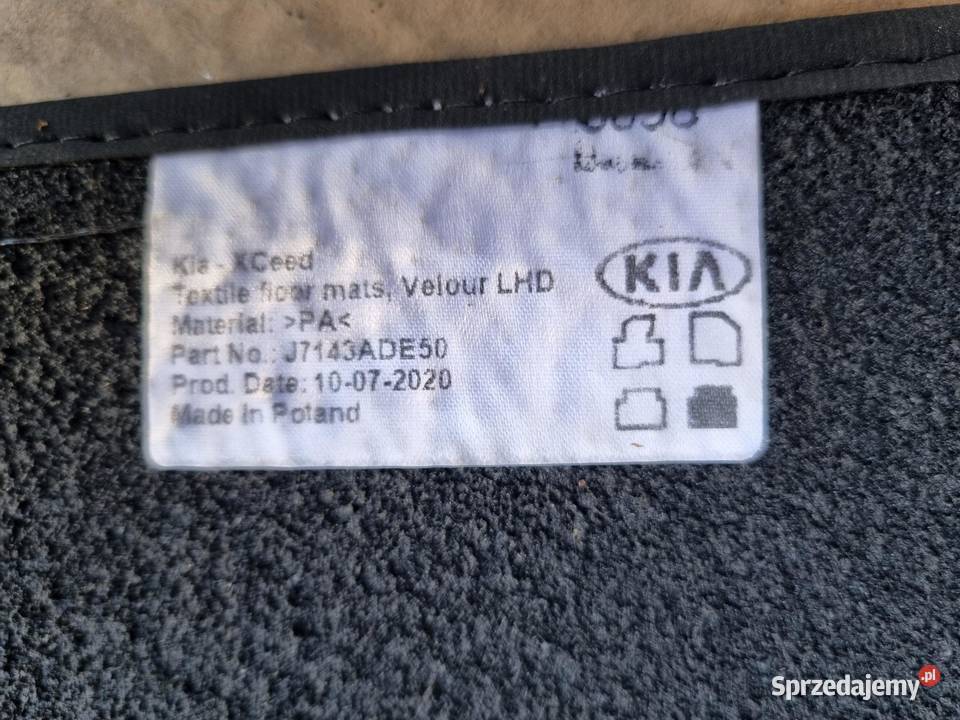 Kia - XCeed
Textile floor mats, Velour LHD
Material: >PA<
Part No.: J7143ADE50
Prod. Date: 10-07-2020
Made in Poland
KIA
Sprzedajemy.pl